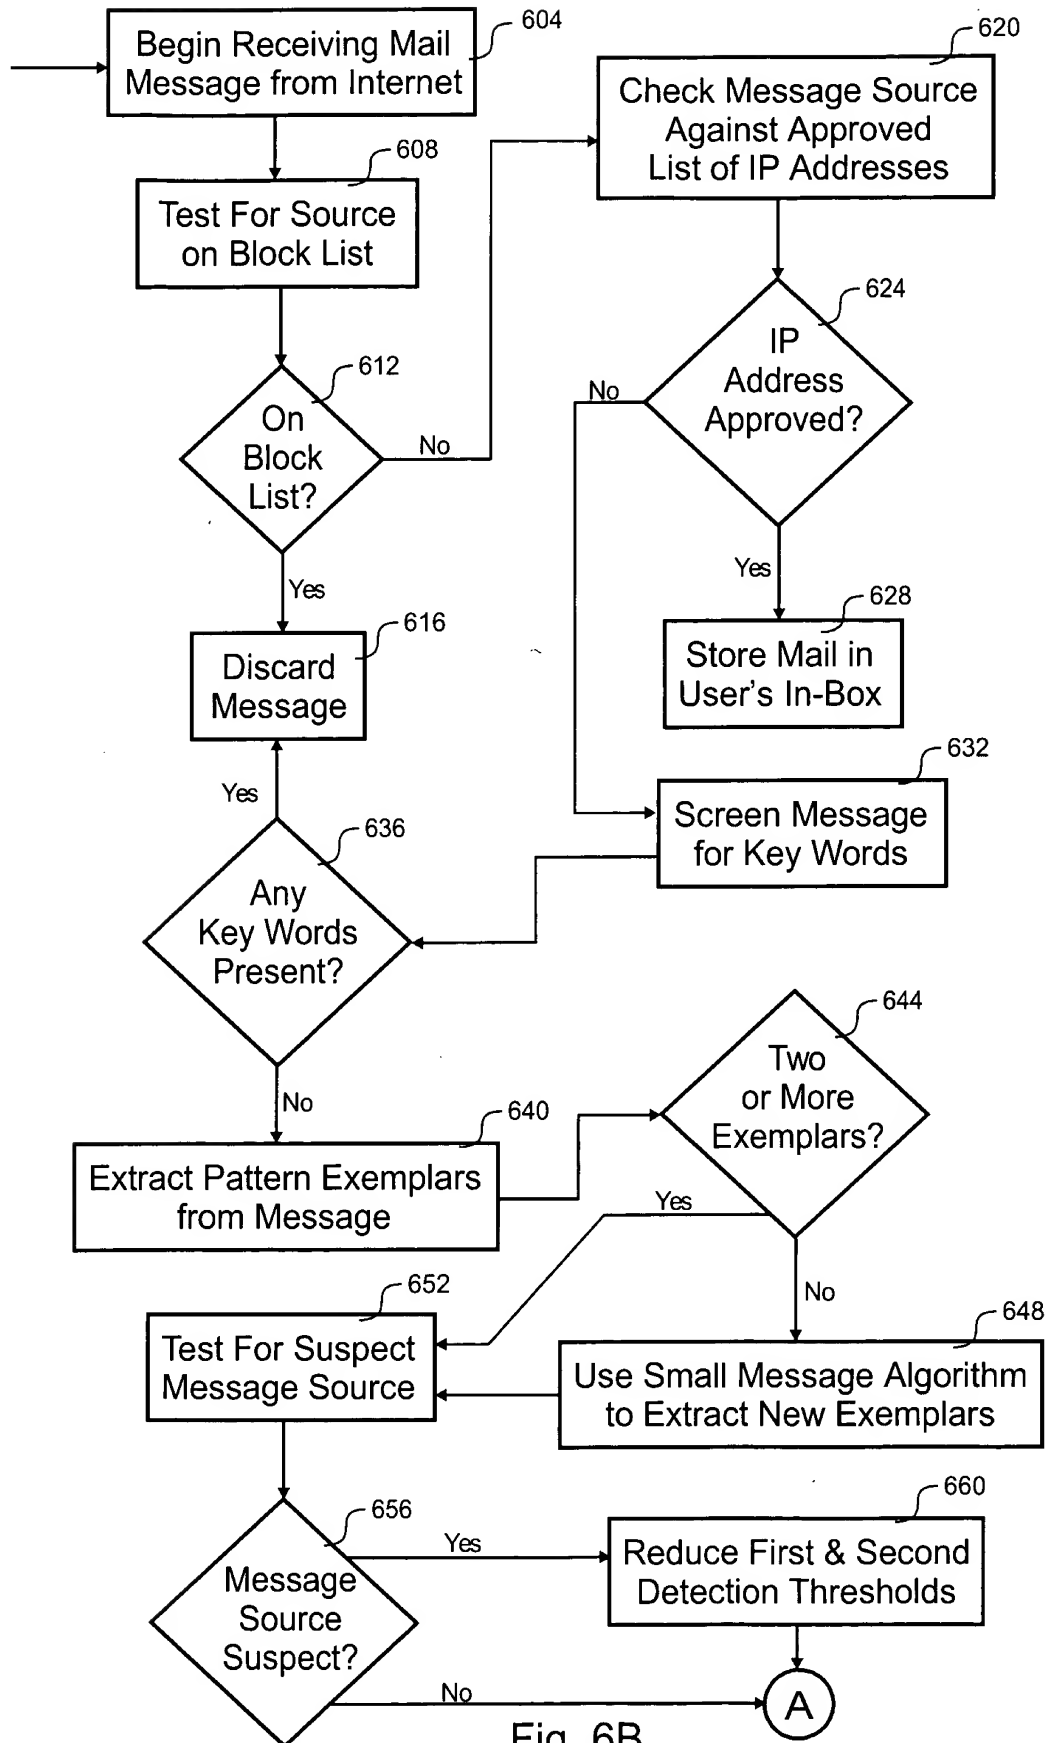 604
Begin Receiving Mail
Message from Internet
608
Test For Source
on Block List
612
On
Block
List?
No
Yes
616
Discard
Message
620
Check Message Source
Against Approved
List of IP Addresses
624
IP
Address
Approved?
No
Yes
628
Store Mail in
User's In-Box
632
Screen Message
for Key Words
Yes
636
Any
Key Words
Present?
No
640
Extract Pattern Exemplars
from Message
644
Two
or More
Exemplars?
Yes
No
648
Use Small Message Algorithm
to Extract New Exemplars
652
Test For Suspect
Message Source
656
Message
Source
Suspect?
Yes
No
660
Reduce First & Second
Detection Thresholds
A
Fig. 6B